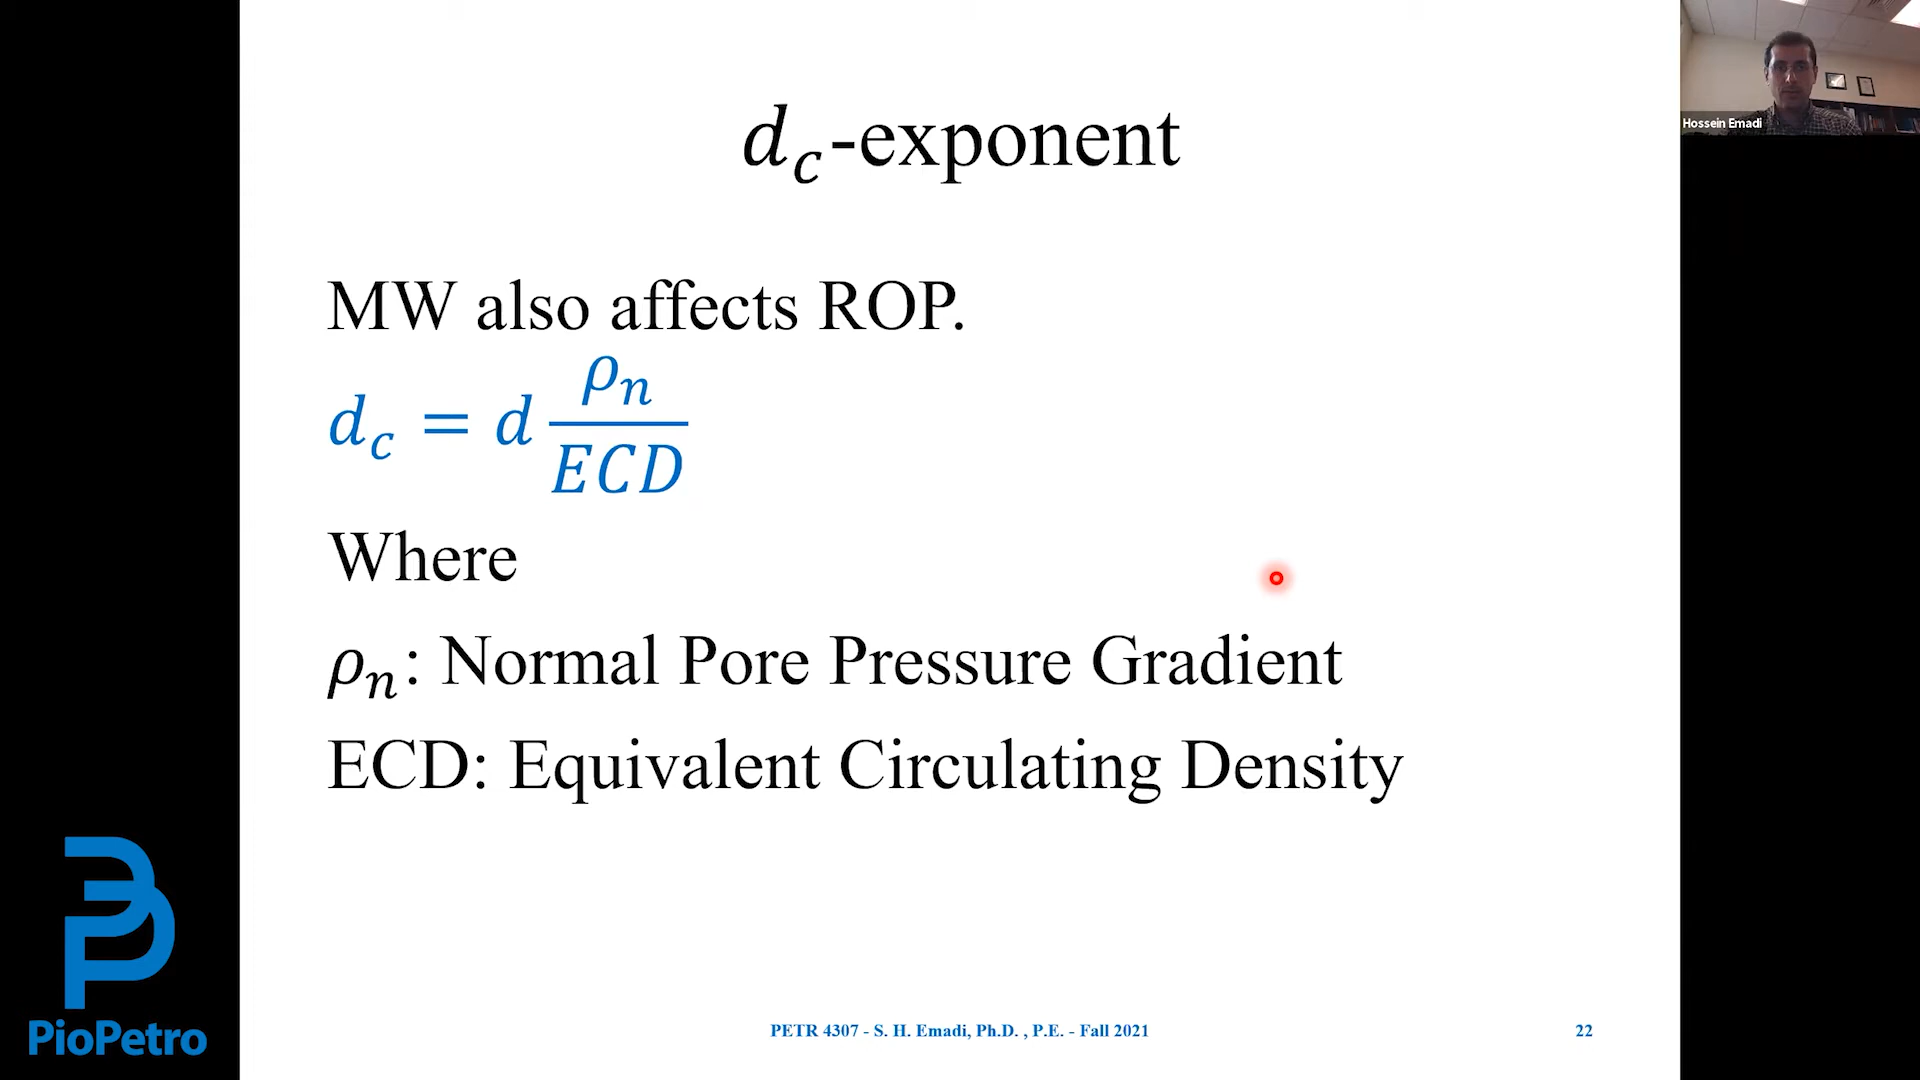 d_c-exponent
Hossein Emadi
MW also affects ROP.
d_c = d ρ_n/ECD
Where
ρ_n: Normal Pore Pressure Gradient
ECD: Equivalent Circulating Density
PioPetro
PETR 4307 - S. H. Emadi, Ph.D. , P.E. - Fall 2021
22